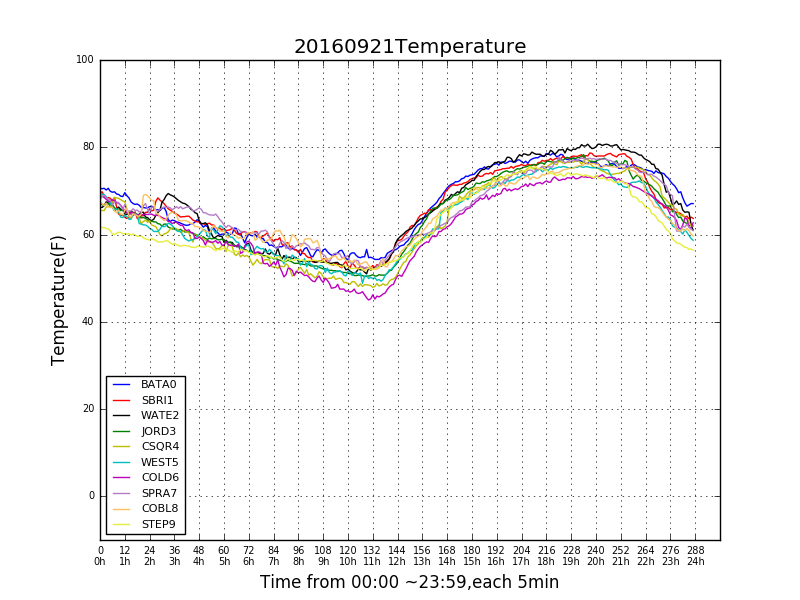 20160921Temperature
100
80
60
40
20
0
Temperature(F)
BATA0
SBRI1
WATE2
JORD3
CSQR4
WEST5
COLD6
SPRA7
COBL8
STEP9
0 12 24 36 48 60 72 84 96 108 120 132 144 156 168 180 192 204 216 228 240 252 264 276 288
0h 1h 2h 3h 4h 5h 6h 7h 8h 9h 10h 11h 12h 13h 14h 15h 16h 17h 18h 19h 20h 21h 22h 23h 24h
Time from 00:00 ~23:59,each 5min